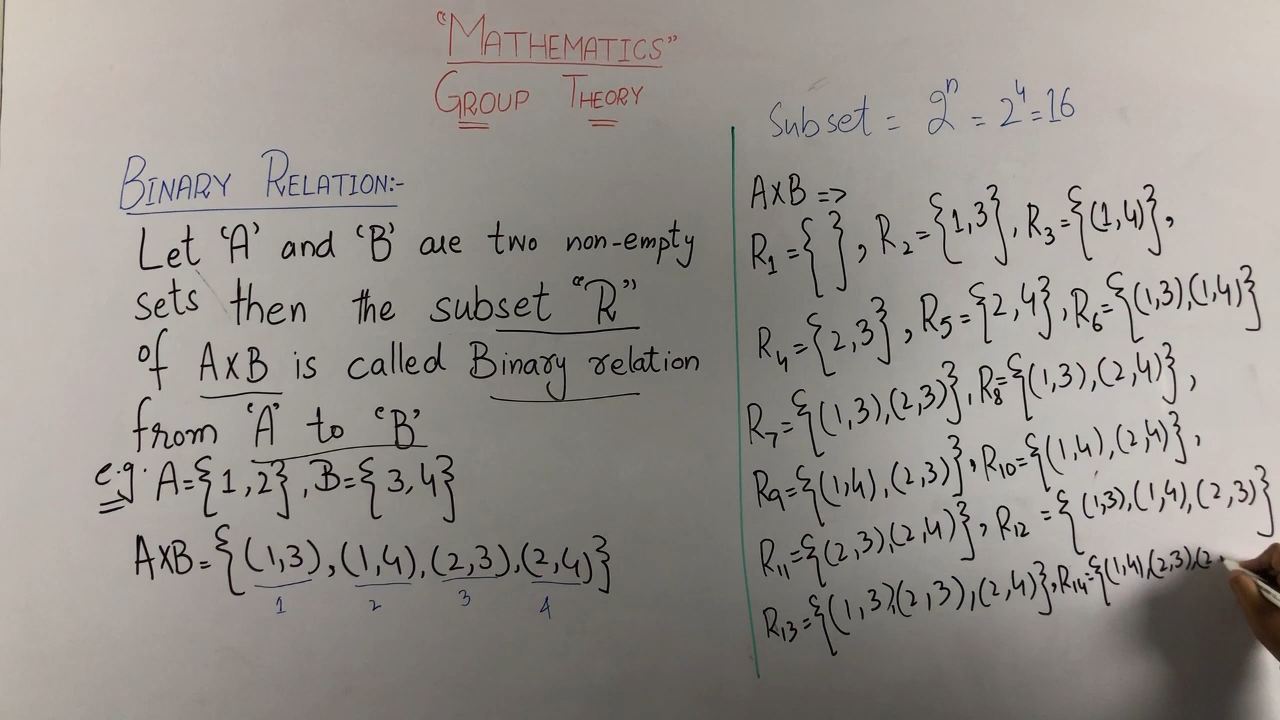 “MATHEMATICS”
GROUP THEORY
BINARY RELATION:-
Let ‘A’ and ‘B’ are two non-empty
sets then the subset “R”
of A×B is called Binary relation
from ‘A’ to ‘B’
e.g: A={1,2}, B={3,4}
A×B={(1,3),(1,4),(2,3),(2,4)}
1 2 3 4
Subset = 2ⁿ = 2⁴=16
A×B =>
R₁={ }, R₂={1,3}, R₃={(1,4)},
R₄={2,3}, R₅={2,4}, R₆={(1,3),(1,4)}
R₇={(1,3),(2,3)}, R₈={(1,3),(2,4)},
R₉={(1,4),(2,3)}, R₁₀={(1,4),(2,4)},
R₁₁={(2,3),(2,4)}, R₁₂={(1,3),(1,4),(2,3)}
R₁₃={(1,3),(2,3),(2,4)}, R₁₄={(1,4),(2,3),(2,